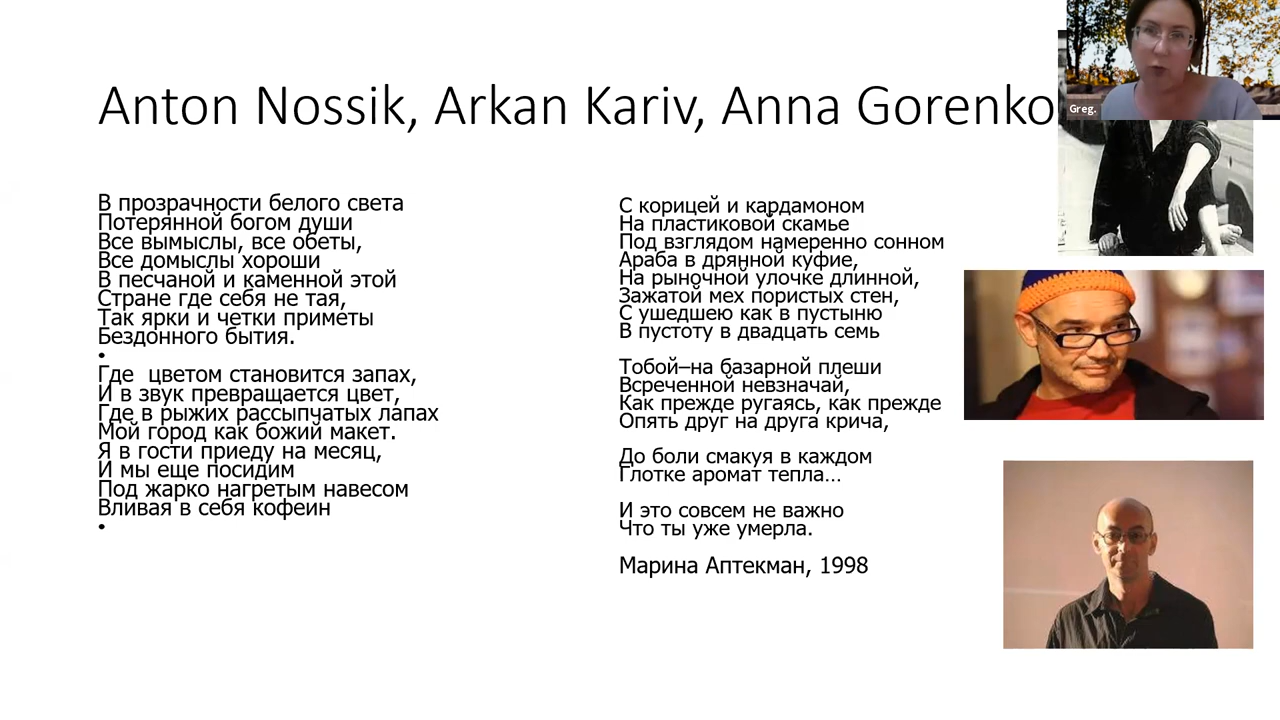 Anton Nossik, Arkan Kariv, Anna Gorenko
Greg.
В прозрачности белого света
Потерянной богом души
Все вымыслы, все обеты,
Все домыслы хороши
В песчаной и каменной этой
Стране где себя не тая,
Так ярки и четки приметы
Бездонного бытия.
•
Где цветом становится запах,
И в звук превращается цвет,
Где в рыжих рассыпчатых лапах
Мой город как божий макет.
Я в гости приеду на месяц,
И мы еще посидим
Под жарко нагретым навесом
Вливая в себя кофеин
•
С корицей и кардамоном
На пластиковой скамье
Под взглядом намеренно сонном
Араба в дрянной куфие,
На рыночной улочке длинной,
Зажатой мех пористых стен,
С ушедшею как в пустыню
В пустоту в двадцать семь
Тобой–на базарной плеши
Всреченной невзначай,
Как прежде ругаясь, как прежде
Опять друг на друга крича,
До боли смакуя в каждом
Глотке аромат тепла…
И это совсем не важно
Что ты уже умерла.
Марина Аптекман, 1998